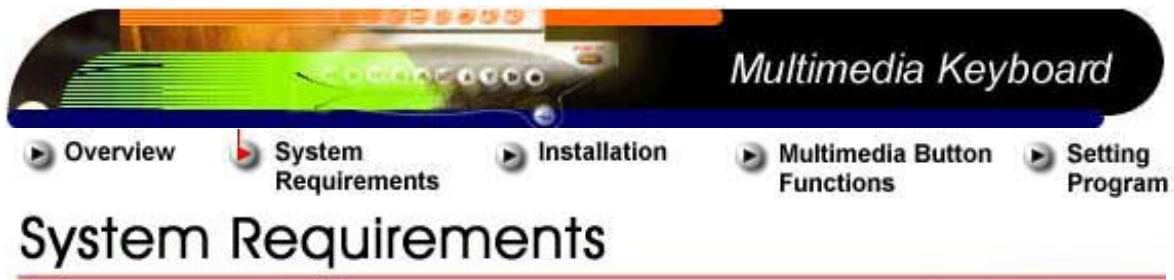 Multimedia Keyboard
Overview
System
Requirements
Installation
Multimedia Button
Functions
Setting
Program
System Requirements